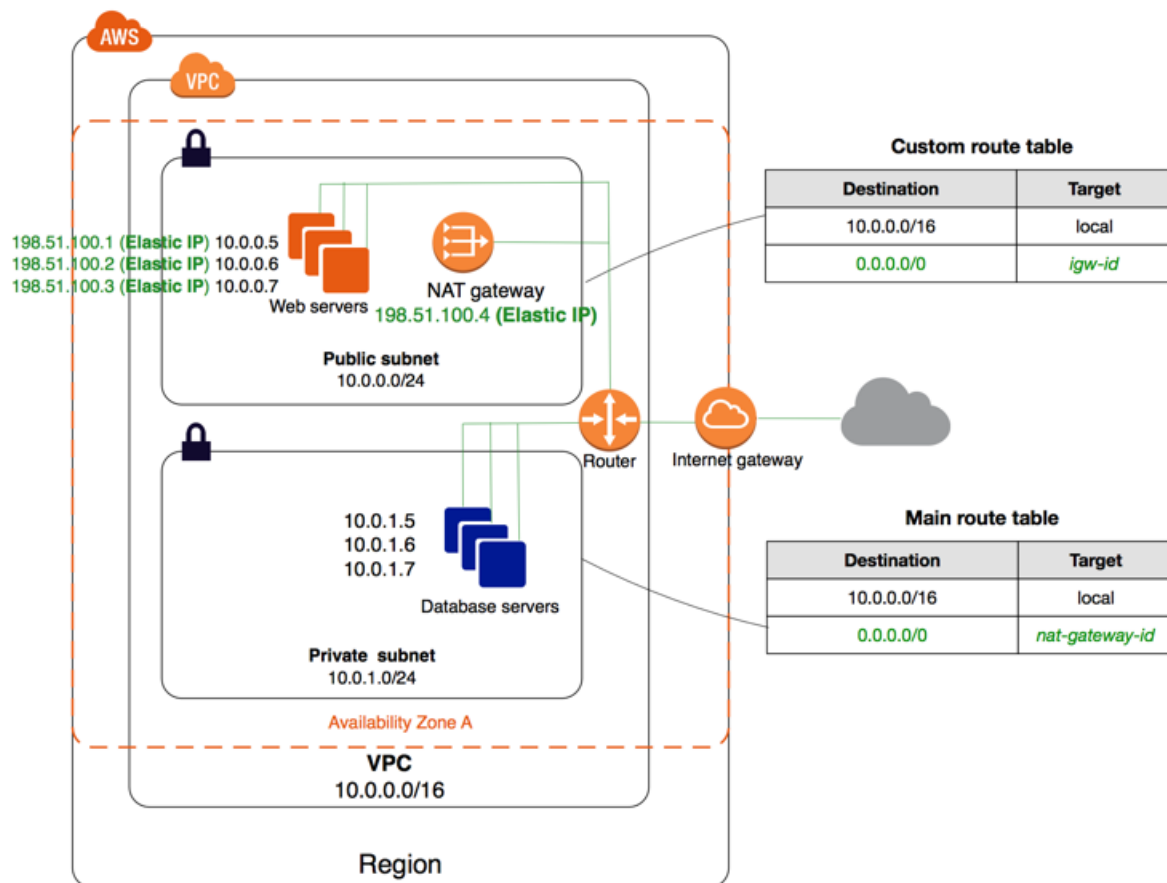 AWS
VPC
198.51.100.1 (Elastic IP) 10.0.0.5
198.51.100.2 (Elastic IP) 10.0.0.6
198.51.100.3 (Elastic IP) 10.0.0.7
Web servers
NAT gateway
198.51.100.4 (Elastic IP)
Public subnet
10.0.0.0/24
Router
Internet gateway
10.0.1.5
10.0.1.6
10.0.1.7
Database servers
Private subnet
10.0.1.0/24
Availability Zone A
VPC
10.0.0.0/16
Region
Custom route table
Destination Target
10.0.0.0/16 local
0.0.0.0/0 igw-id
Main route table
Destination Target
10.0.0.0/16 local
0.0.0.0/0 nat-gateway-id